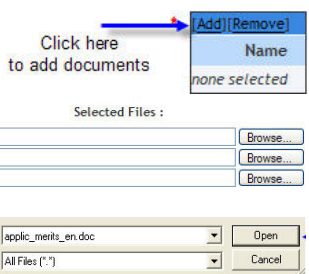 [Add][Remove]
Click here
to add documents
Name
none selected
Selected Files :
Browse...
Browse...
Browse...
applic_merits_en.doc
Open
All Files (*.*)
Cancel